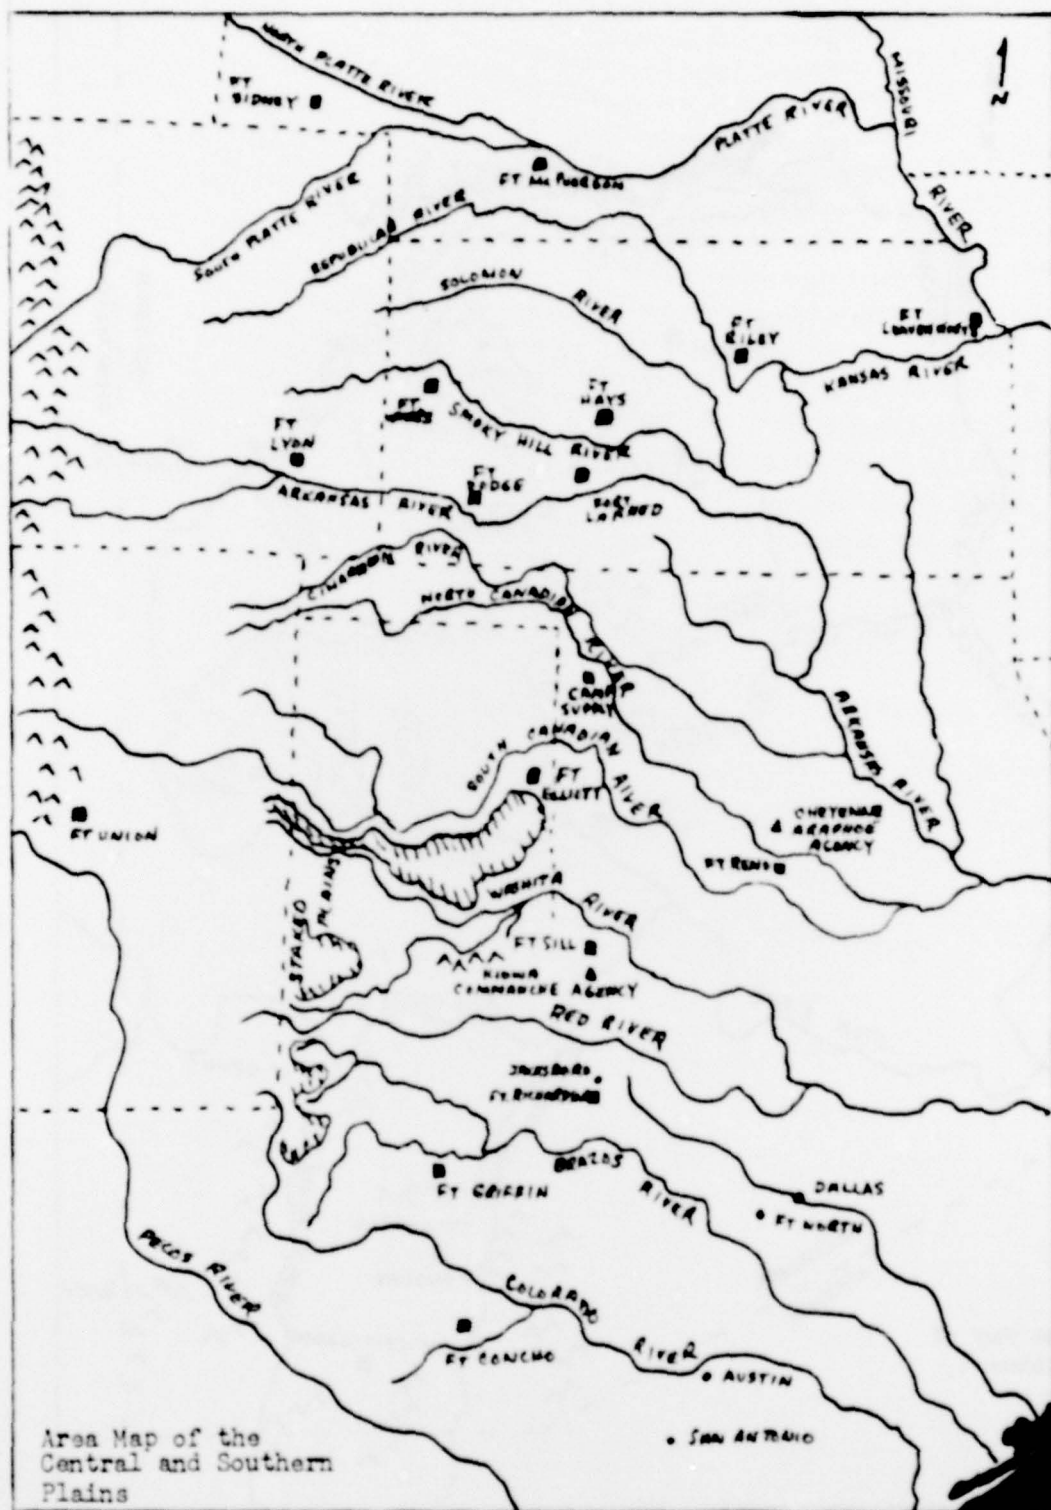 NORTH PLATTE RIVER
MISSOURI
RIVER
N
FT
SIDNEY
PLATTE RIVER
FT McPHERSON
SOUTH PLATTE RIVER
REPUBLICAN RIVER
SOLOMON
RIVER
FT
RILEY
FT
LEAVENWORTH
KANSAS RIVER
FT
HAYS
FT
SMOKY HILL RIVER
FT
LYON
FT
DODGE
ARKANSAS RIVER
FORT
LARNED
CIMARRON RIVER
NORTH CANADIAN
RIVER
CAMP
SUPPLY
SOUTH CANADIAN
RIVER
FT
ELLIOTT
ARKANSAS RIVER
CHEYENNE
ARAPHOE
AGENCY
FT UNION
FT RENO
STAKED
PLAINS
WASHITA
RIVER
FT SILL
KIOWA
COMMANCHE AGENCY
RED RIVER
JACKSBORO
FT. RICHARDSON
FT GRIFFIN
BRAZOS
RIVER
DALLAS
FT WORTH
PECOS RIVER
COLORADO
RIVER
FT CONCHO
AUSTIN
SAN ANTONIO
Area Map of the
Central and Southern
Plains